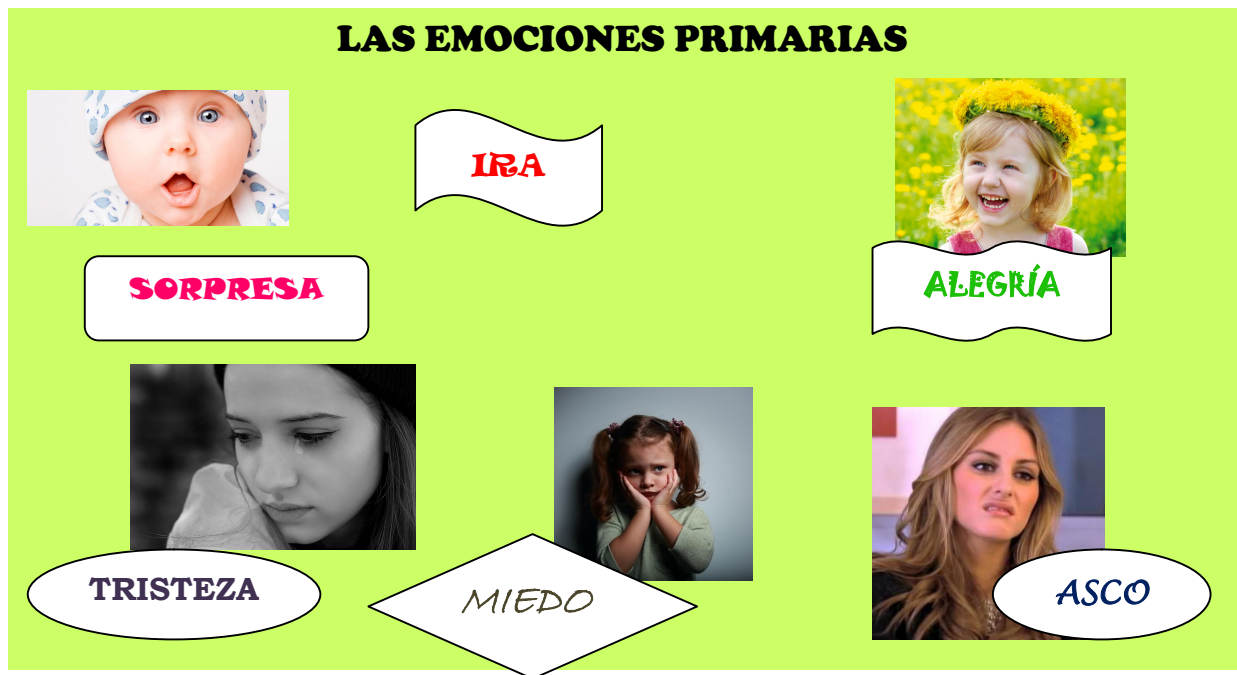 LAS EMOCIONES PRIMARIAS
IRA
SORPRESA
ALEGRÍA
TRISTEZA
MIEDO
ASCO